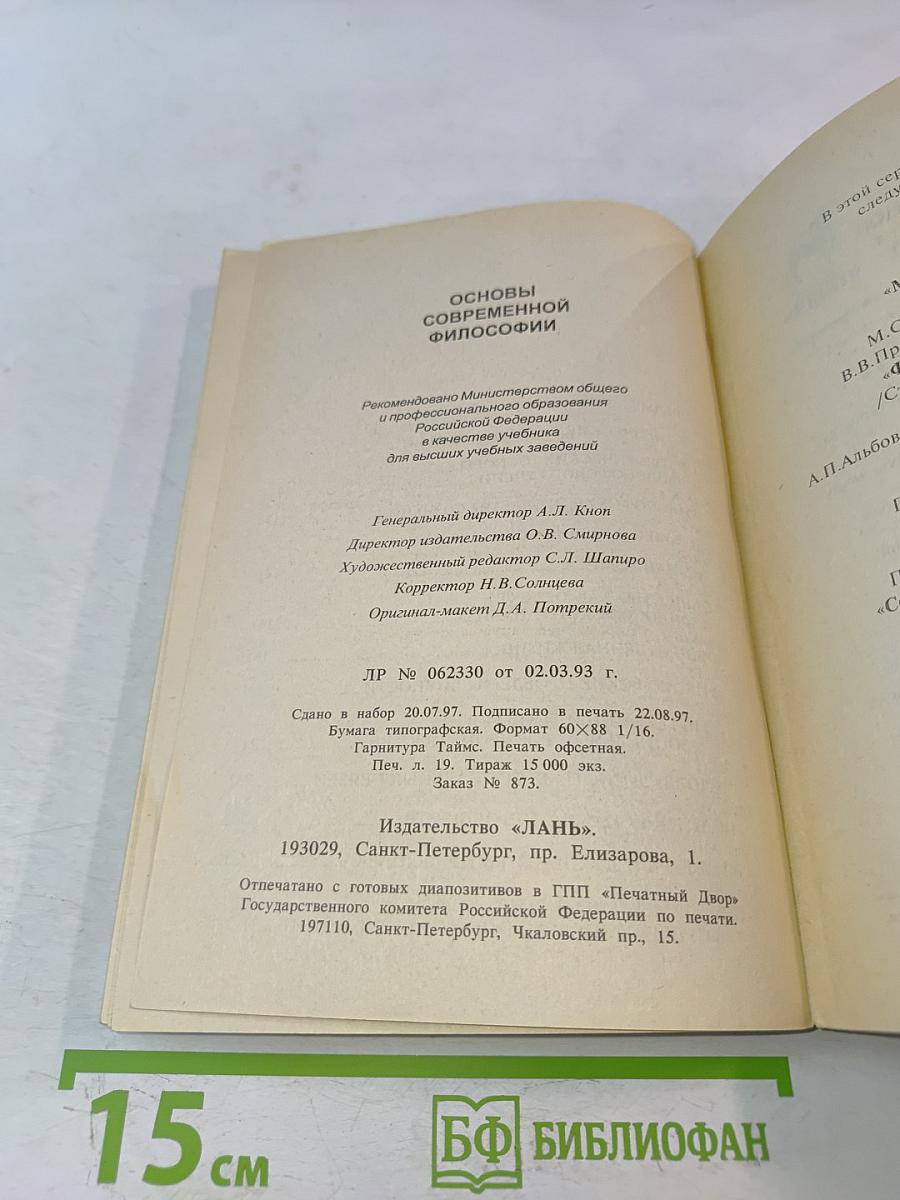 ОСНОВЫ
СОВРЕМЕННОЙ
ФИЛОСОФИИ
Рекомендовано Министерством общего
и профессионального образования
Российской Федерации
в качестве учебника
для высших учебных заведений
Генеральный директор А.Л. Кноп
Директор издательства О.В. Смирнова
Художественный редактор С.Л. Шапиро
Корректор Н.В.Солнцева
Оригинал-макет Д.А. Потрекий
ЛР № 062330 от 02.03.93 г.
Сдано в набор 20.07.97. Подписано в печать 22.08.97.
Бумага типографская. Формат 60×88 1/16.
Гарнитура Таймс. Печать офсетная.
Печ. л. 19. Тираж 15 000 экз.
Заказ № 873.
Издательство «ЛАНЬ».
193029, Санкт-Петербург, пр. Елизарова, 1.
Отпечатано с готовых диапозитивов в ГПП «Печатный Двор»
Государственного комитета Российской Федерации по печати.
197110, Санкт-Петербург, Чкаловский пр., 15.
В этой
М.С
В.В.Пр
А.П.Альбов
15 см
БФ БИБЛИОФАН